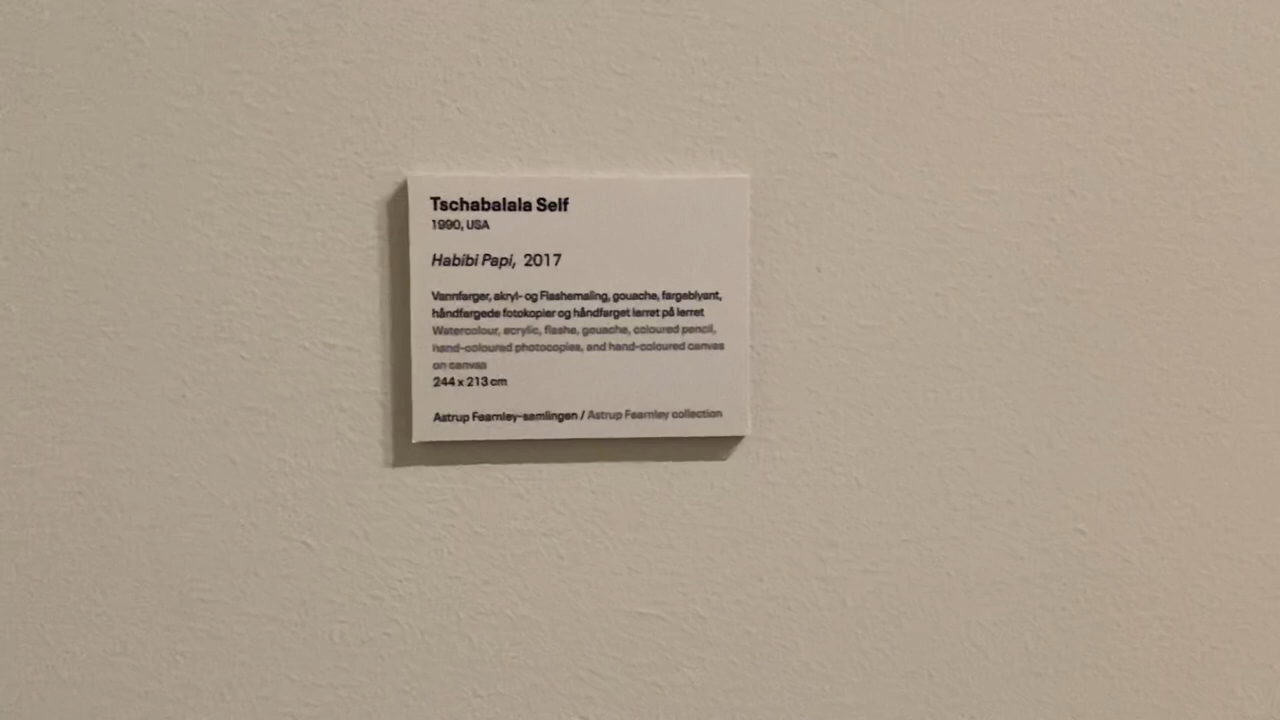 Tschabalala Self
1990, USA
Habibi Papi, 2017
Vannfarger, akryl- og Flashemaling, gouache, fargeblyant,
håndfargede fotokopier og håndfarget lerret på lerret
Watercolour, acrylic, flashe, gouache, coloured pencil,
hand-coloured photocopies, and hand-coloured canvas
on canvas
244 x 213 cm
Astrup Fearnley-samlingen / Astrup Fearnley collection